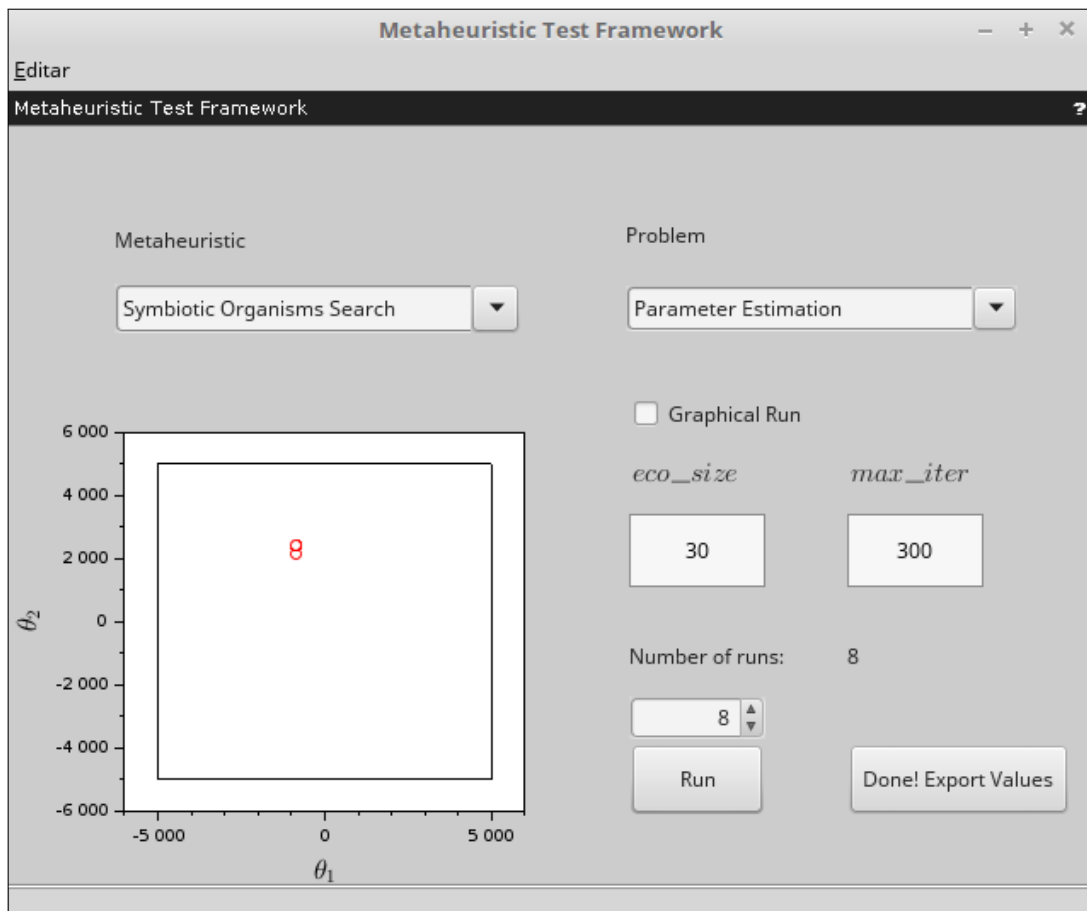 Metaheuristic Test Framework
Editar
Metaheuristic Test Framework ?
Metaheuristic
Problem
Symbiotic Organisms Search
Parameter Estimation
Graphical Run
eco_size
max_iter
30
300
Number of runs: 8
8
Run
Done! Export Values
6 000
4 000
2 000
0
-2 000
-4 000
-6 000
θ2
-5 000 0 5 000
θ1